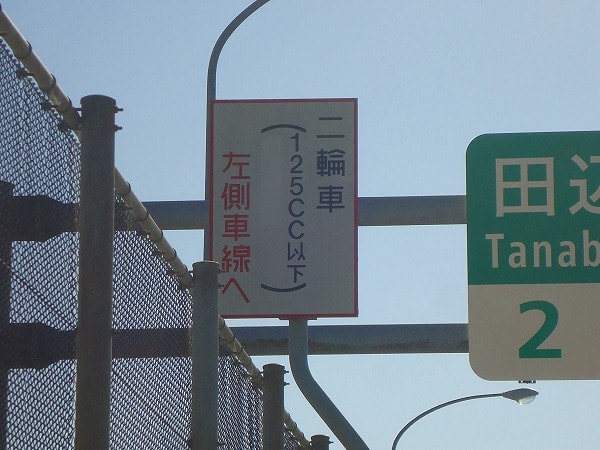 二輪車
(125CC以下)
左側車線へ
田辺
Tanab
2